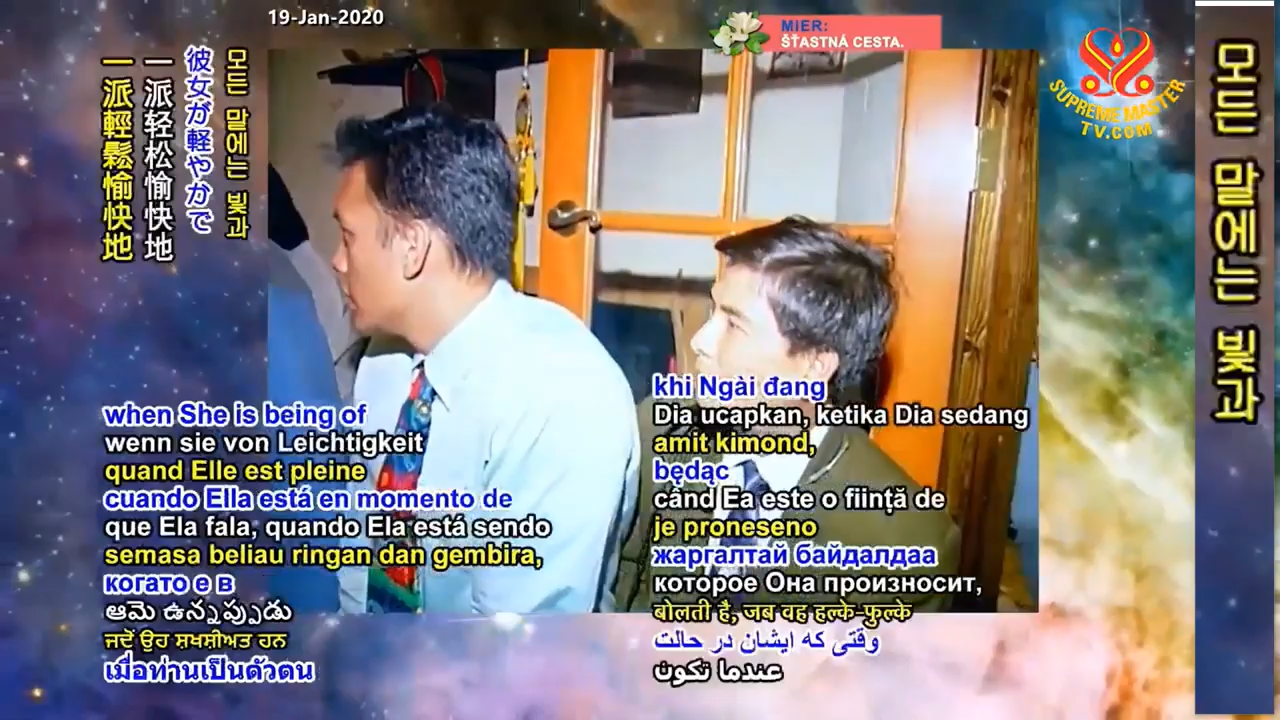 19-Jan-2020
MIER:
ŠŤASTNÁ CESTA.
SUPREME MASTER
TV.COM
모든 말에는 빛과
彼女が軽やかで
一派轻松愉快地
一派輕鬆愉快地
when She is being of
wenn sie von Leichtigkeit
quand Elle est pleine
cuando Ella está en momento de
que Ela fala, quando Ela está sendo
semasa beliau ringan dan gembira,
когато е в
ఆమె ఉన్నప్పుడు
ਜਦੋਂ ਉਹ ਸ਼ਖਸ਼ੀਅਤ ਹਨ
เมื่อท่านเป็นตัวตน
khi Ngài đang
Dia ucapkan, ketika Dia sedang
amit kimond,
będąc
când Ea este o ființă de
je proneseno
жаргалтай байдалдаа
которое Она произносит,
बोलती है, जब वह हल्के-फुल्के
وقتی که ایشان در حالت
عندما تكون
모든 말에는 빛과